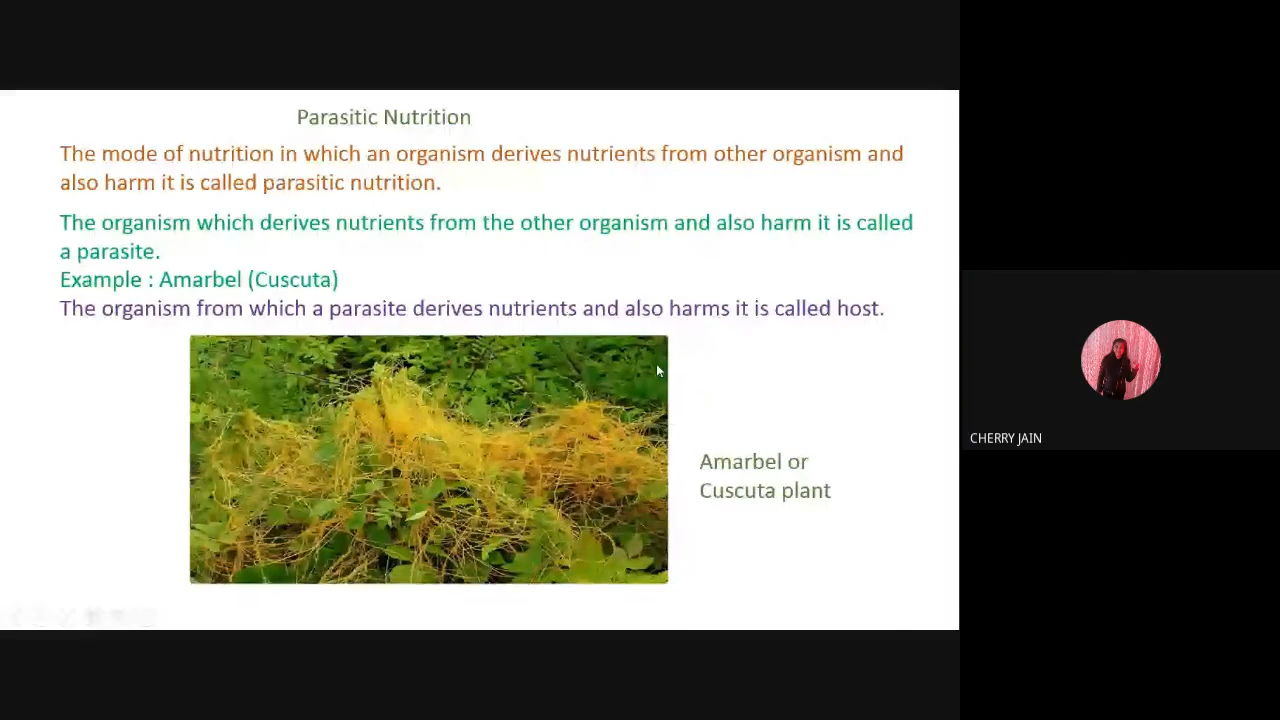 Parasitic Nutrition
The mode of nutrition in which an organism derives nutrients from other organism and
also harm it is called parasitic nutrition.
The organism which derives nutrients from the other organism and also harm it is called
a parasite.
Example : Amarbel (Cuscuta)
The organism from which a parasite derives nutrients and also harms it is called host.
Amarbel or
Cuscuta plant
CHERRY JAIN